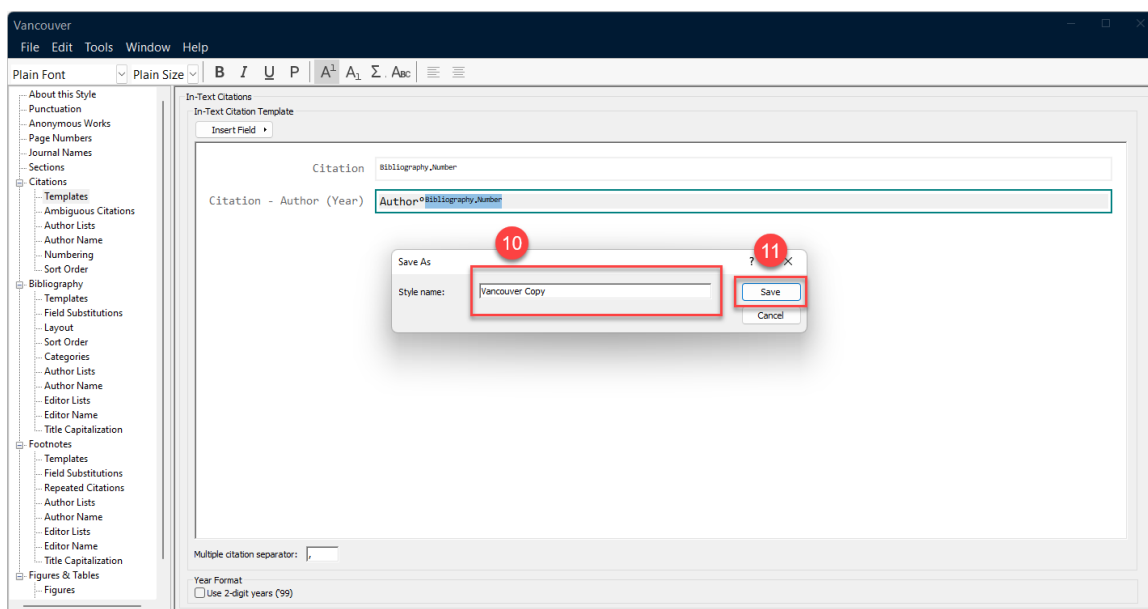 Vancouver
File Edit Tools Window Help
Plain Font Plain Size B I U P A1 A1 Σ ABC
About this Style
Punctuation
Anonymous Works
Page Numbers
Journal Names
Sections
Citations
Templates
Ambiguous Citations
Author Lists
Author Name
Numbering
Sort Order
Bibliography
Templates
Field Substitutions
Layout
Sort Order
Categories
Author Lists
Author Name
Editor Lists
Editor Name
Title Capitalization
Footnotes
Templates
Field Substitutions
Repeated Citations
Author Lists
Author Name
Editor Lists
Editor Name
Title Capitalization
Figures & Tables
Figures
In-Text Citations
In-Text Citation Template
Insert Field
Citation Bibliography.Number
Citation - Author (Year) Author°Bibliography.Number
10
11
Save As ? ×
Style name: Vancouver Copy Save
Cancel
Multiple citation separator: ,
Year Format
Use 2-digit years ('99)